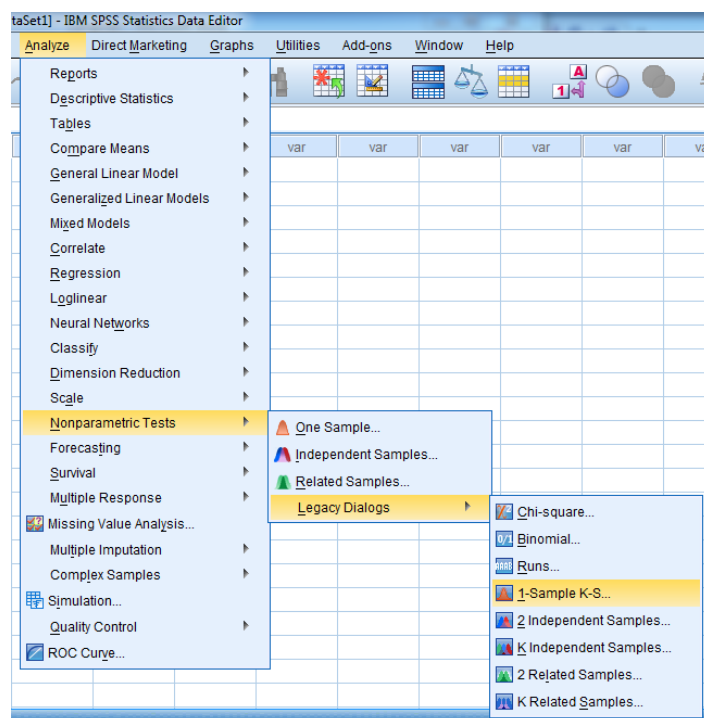 taSet1] - IBM SPSS Statistics Data Editor
Analyze Direct Marketing Graphs Utilities Add-ons Window Help
var var var var var
Reports
Descriptive Statistics
Tables
Compare Means
General Linear Model
Generalized Linear Models
Mixed Models
Correlate
Regression
Loglinear
Neural Networks
Classify
Dimension Reduction
Scale
Nonparametric Tests
Forecasting
Survival
Multiple Response
Missing Value Analysis...
Multiple Imputation
Complex Samples
Simulation...
Quality Control
ROC Curve...
One Sample...
Independent Samples...
Related Samples...
Legacy Dialogs
Chi-square...
0/1 Binomial...
Runs...
1-Sample K-S...
2 Independent Samples...
K Independent Samples...
2 Related Samples...
K Related Samples...